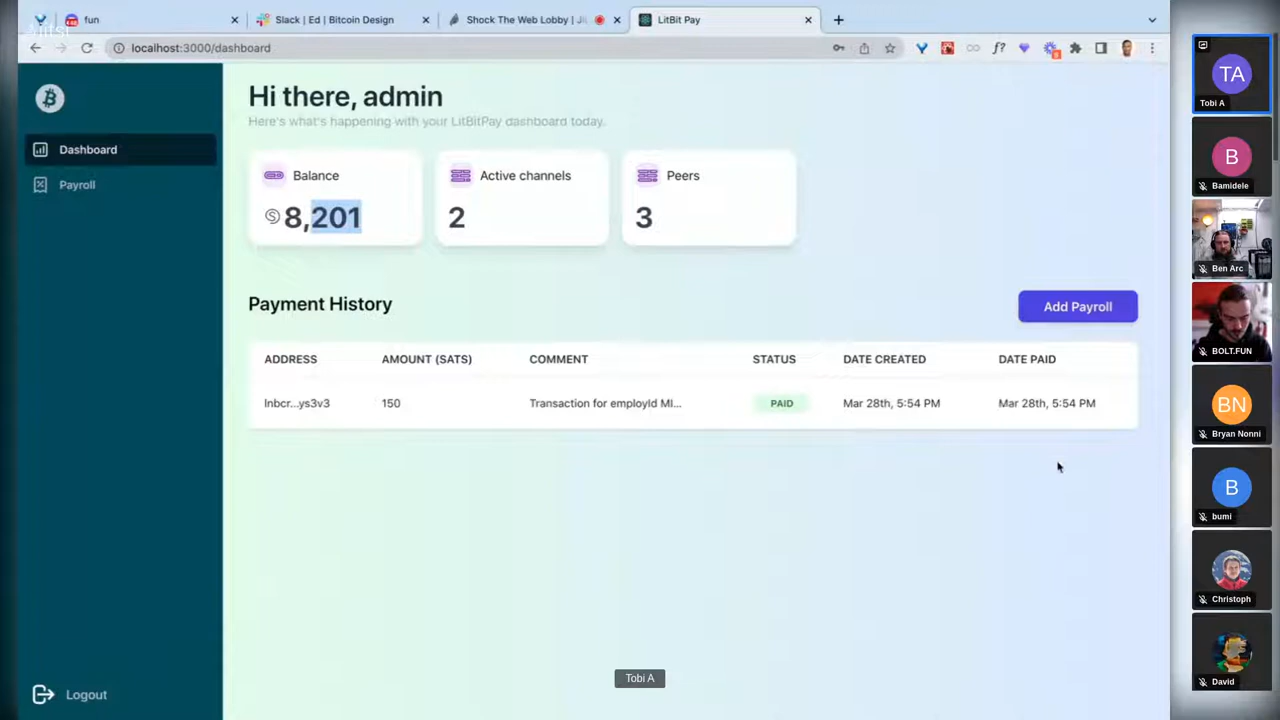 fun
Slack | Ed | Bitcoin Design
Shock The Web Lobby | Ji
LitBit Pay
localhost:3000/dashboard
f?
Dashboard
Payroll
Logout
Hi there, admin
Here's what's happening with your LitBitPay dashboard today.
Balance
8,201
Active channels
2
Peers
3
Payment History
Add Payroll
ADDRESS AMOUNT (SATS) COMMENT STATUS DATE CREATED DATE PAID
lnbcr...ys3v3 150 Transaction for employId MI... PAID Mar 28th, 5:54 PM Mar 28th, 5:54 PM
Tobi A
TA
Tobi A
B
Bamidele
Ben Arc
BOLT.FUN
BN
Bryan Nonni
B
bumi
Christoph
David